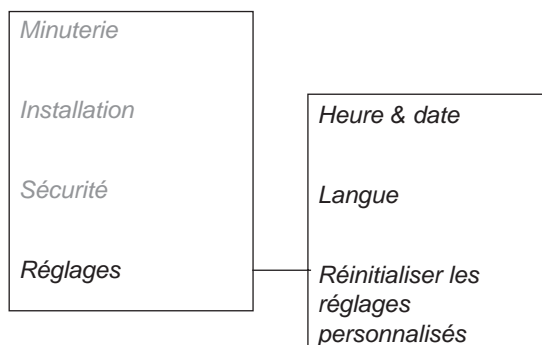 Minuterie
Installation
Sécurité
Réglages
Heure & date
Langue
Réinitialiser les
réglages
personnalisés